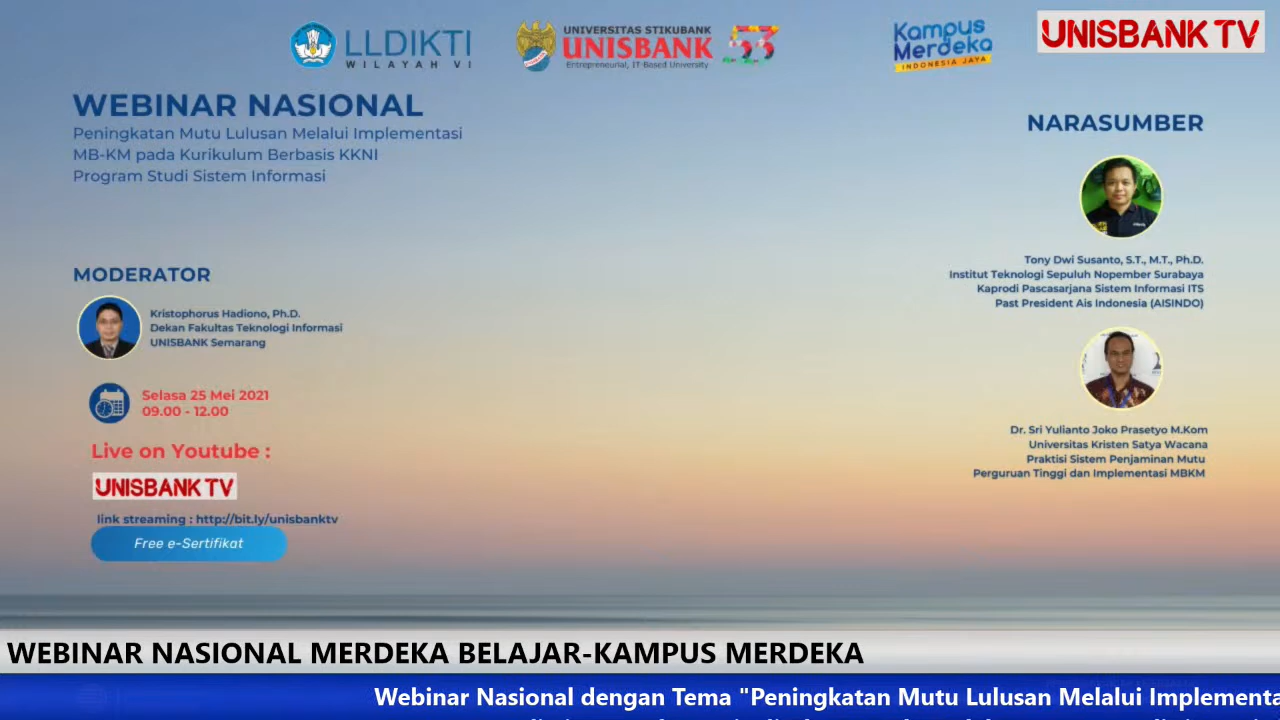 LLDIKTI
WILAYAH VI
UNIVERSITAS STIKUBANK
UNISBANK
Entrepreneurial, IT-Based University
53
Kampus
Merdeka
INDONESIA JAYA
UNISBANK TV
WEBINAR NASIONAL
Peningkatan Mutu Lulusan Melalui Implementasi
MB-KM pada Kurikulum Berbasis KKNI
Program Studi Sistem Informasi
MODERATOR
Kristophorus Hadiono, Ph.D.
Dekan Fakultas Teknologi Informasi
UNISBANK Semarang
Selasa 25 Mei 2021
09.00 - 12.00
Live on Youtube :
UNISBANK TV
link streaming : http://bit.ly/unisbanktv
Free e-Sertifikat
NARASUMBER
Tony Dwi Susanto, S.T., M.T., Ph.D.
Institut Teknologi Sepuluh Nopember Surabaya
Kaprodi Pascasarjana Sistem Informasi ITS
Past President Ais Indonesia (AISINDO)
Dr. Sri Yulianto Joko Prasetyo M.Kom
Universitas Kristen Satya Wacana
Praktisi Sistem Penjaminan Mutu
Perguruan Tinggi dan Implementasi MBKM
WEBINAR NASIONAL MERDEKA BELAJAR-KAMPUS MERDEKA
Webinar Nasional dengan Tema "Peningkatan Mutu Lulusan Melalui Implementa